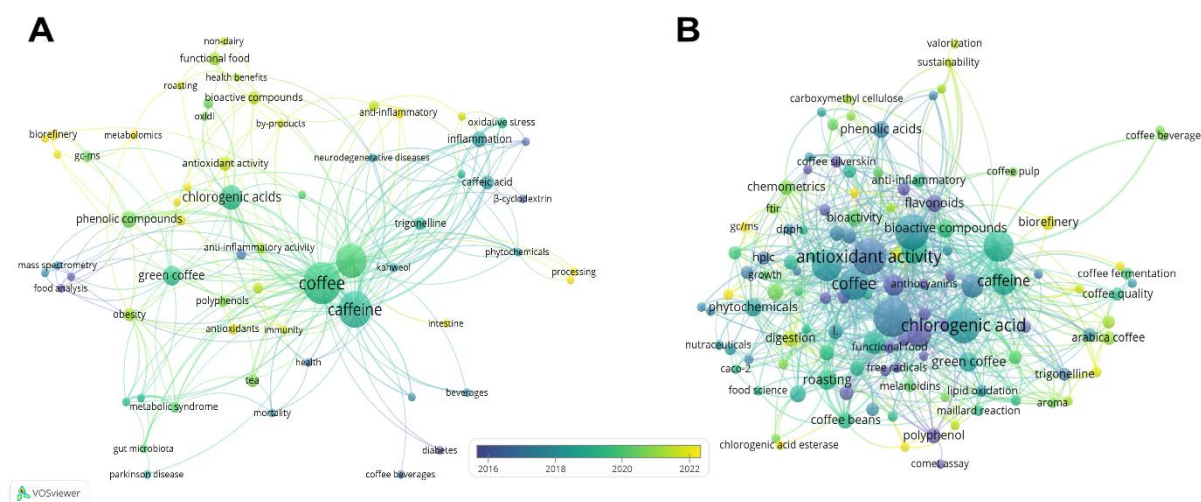 A
non-dairy
functional food
health benefits
roasting
bioactive compounds
oxidl
by-products
anti-inflammatory
oxidative stress
biorefinery
metabolomics
inflammation
gc-ms
neurodegenerative diseases
antioxidant activity
caffeic acid
chlorogenic acids
β-cyclodextrin
phenolic compounds
trigonelline
anti-inflammatory activity
phytochemicals
mass spectrometry
green coffee
kahweol
processing
food analysis
coffee
polyphenols
caffeine
obesity
antioxidants
immunity
intestine
health
tea
beverages
metabolic syndrome
mortality
gut microbiota
diabetes
parkinson disease
coffee beverages
B
valorization
sustainability
carboxymethyl cellulose
phenolic acids
coffee beverage
coffee silverskin
coffee pulp
anti-inflammatory
chemometrics
flavonoids
ftir
bioactivity
biorefinery
gc/ms
dpph
bioactive compounds
hplc
antioxidant activity
coffee fermentation
growth
coffee
anthocyanins
caffeine
coffee quality
phytochemicals
chlorogenic acid
digestion
l.
arabica coffee
nutraceuticals
functional food
green coffee
caco-2
free radicals
trigonelline
food science
roasting
melanoidins
lipid oxidation
maillard reaction
aroma
coffee beans
chlorogenic acid esterase
polyphenol
comet assay
2016
2018
2020
2022
VOSviewer